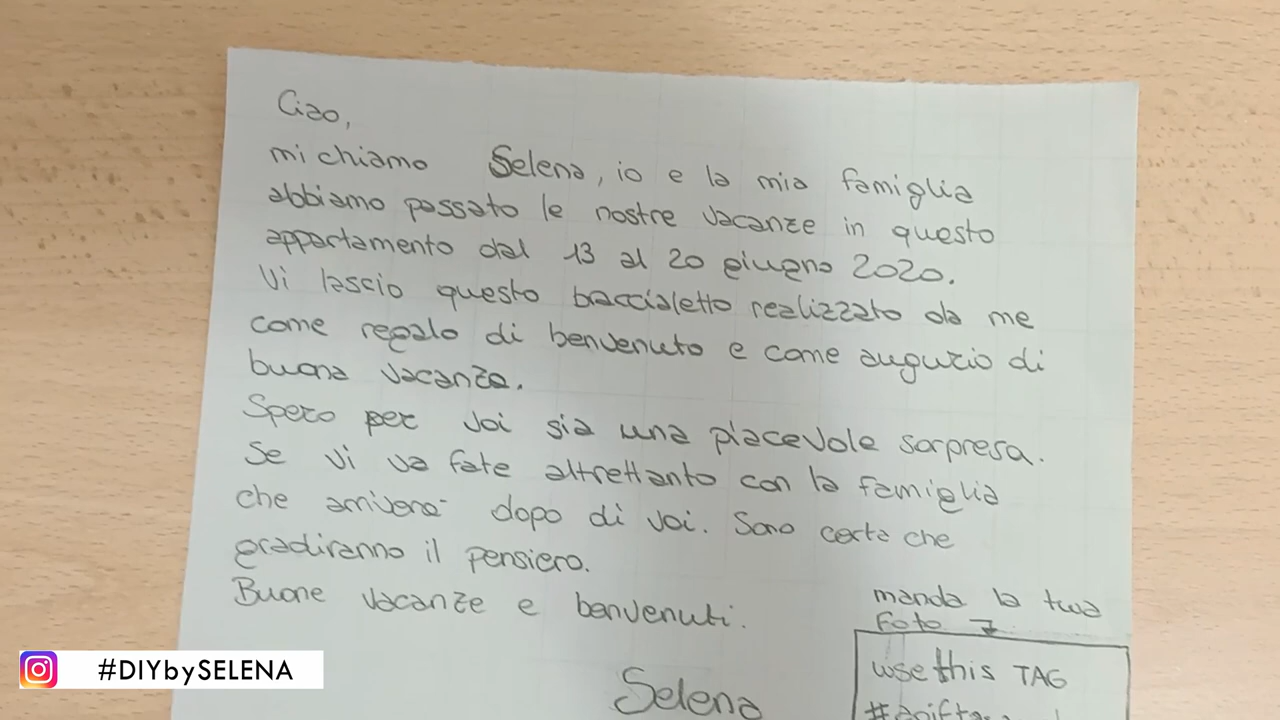 Ciao,
mi chiamo Selena, io e la mia famiglia
abbiamo passato le nostre vacanze in questo
appartamento dal 13 al 20 giugno 2020.
Vi lascio questo braccialetto realizzato da me
come regalo di benvenuto e come augurio di
buona vacanza.
Spero per voi sia una piacevole sorpresa.
Se vi va fate altrettanto con la famiglia
che arriverà dopo di voi. Sono certa che
gradiranno il pensiero.
Buone vacanze e benvenuti.
Selena
manda la tua
foto
use this TAG
#DIYbySELENA